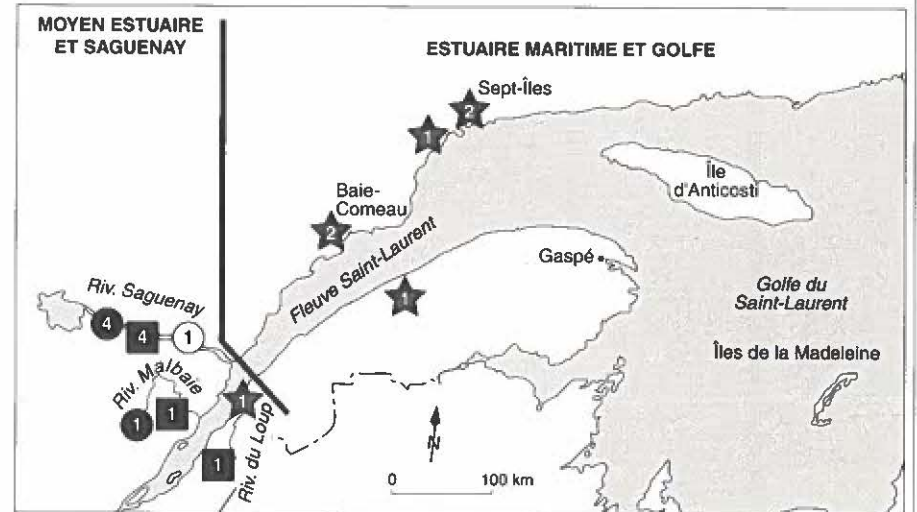 MOYEN ESTUAIRE
ET SAGUENAY
ESTUAIRE MARITIME ET GOLFE
Sept-Îles
2
1
Baie-
Comeau
2
Île
d'Anticosti
Fleuve Saint-Laurent
Gaspé
1
Golfe du
Saint-Laurent
Riv. Saguenay
4
4
1
Îles de la Madeleine
Riv. Malbaie
1
1
1
Riv. du Loup
1
N
0
100 km